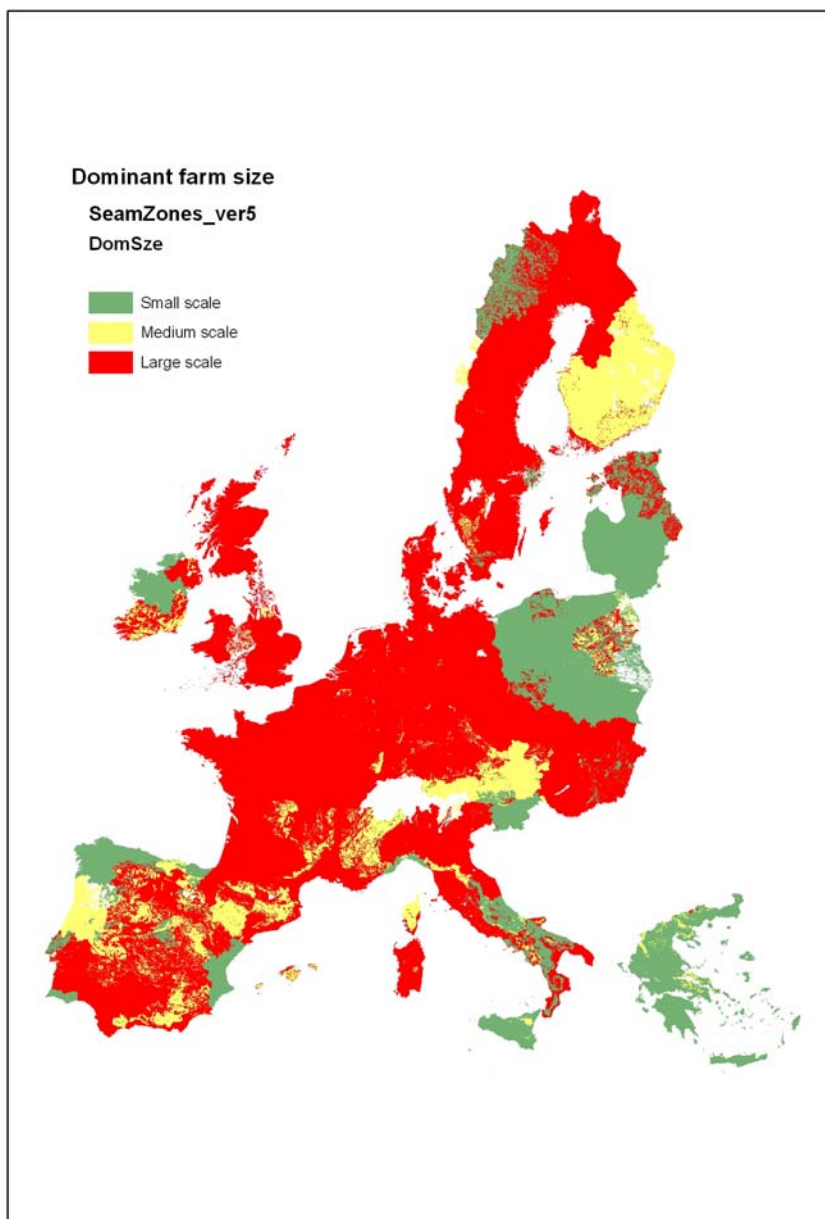 Dominant farm size
SeamZones_ver5
DomSze
Small scale
Medium scale
Large scale